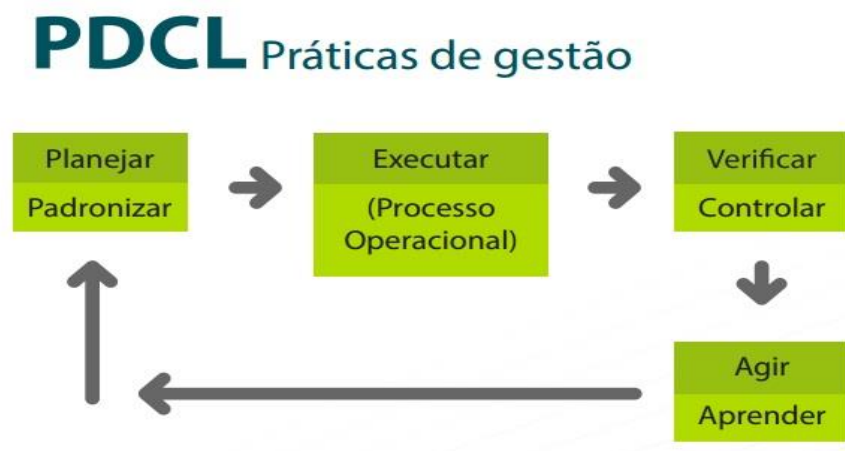 PDCL Práticas de gestão
Planejar
Padronizar
Executar
(Processo
Operacional)
Verificar
Controlar
Agir
Aprender